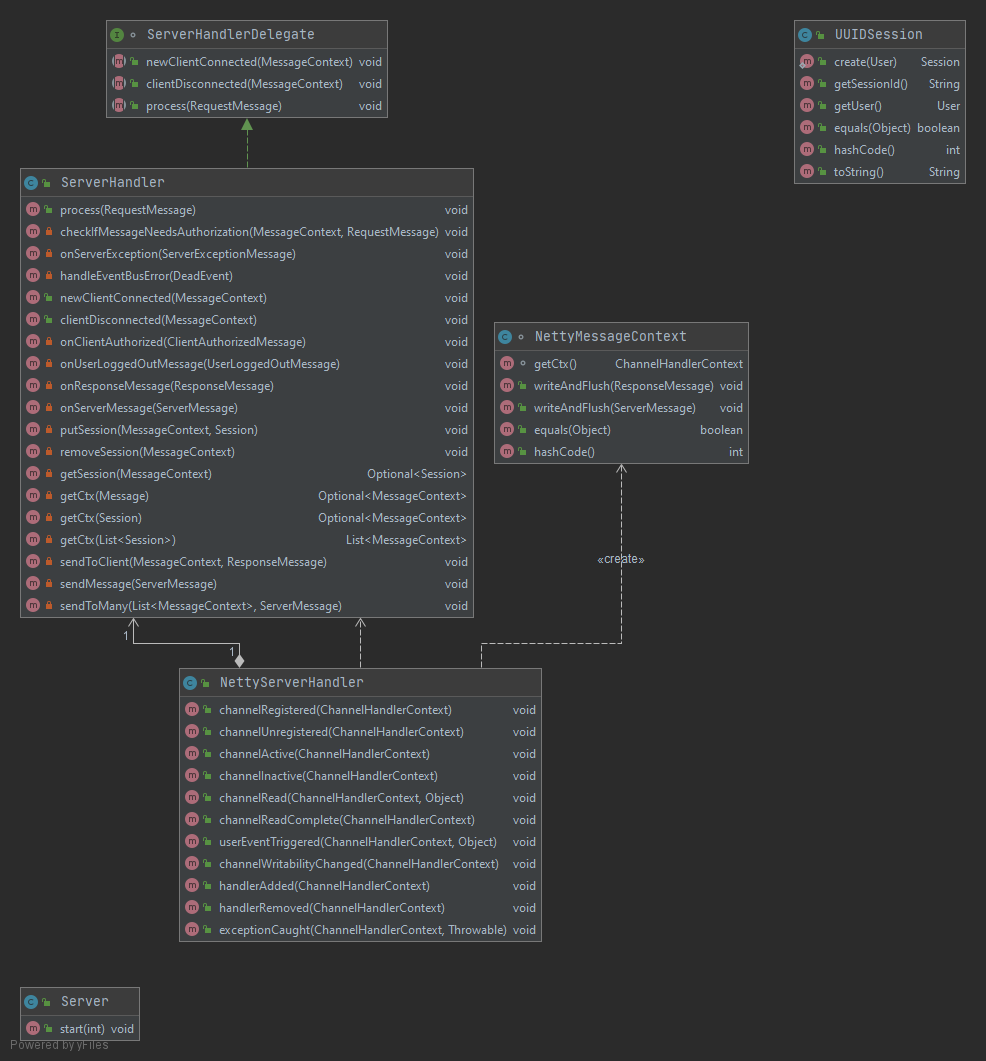 ServerHandlerDelegate
newClientConnected(MessageContext) void
clientDisconnected(MessageContext) void
process(RequestMessage) void
UUIDSession
create(User) Session
getSessionId() String
getUser() User
equals(Object) boolean
hashCode() int
toString() String
ServerHandler
process(RequestMessage) void
checkIfMessageNeedsAuthorization(MessageContext, RequestMessage) void
onServerException(ServerExceptionMessage) void
handleEventBusError(DeadEvent) void
newClientConnected(MessageContext) void
clientDisconnected(MessageContext) void
onClientAuthorized(ClientAuthorizedMessage) void
onUserLoggedOutMessage(UserLoggedOutMessage) void
onResponseMessage(ResponseMessage) void
onServerMessage(ServerMessage) void
putSession(MessageContext, Session) void
removeSession(MessageContext) void
getSession(MessageContext) Optional<Session>
getCtx(Message) Optional<MessageContext>
getCtx(Session) Optional<MessageContext>
getCtx(List<Session>) List<MessageContext>
sendToClient(MessageContext, ResponseMessage) void
sendMessage(ServerMessage) void
sendToMany(List<MessageContext>, ServerMessage) void
NettyMessageContext
getCtx() ChannelHandlerContext
writeAndFlush(ResponseMessage) void
writeAndFlush(ServerMessage) void
equals(Object) boolean
hashCode() int
«create»
1
1
NettyServerHandler
channelRegistered(ChannelHandlerContext) void
channelUnregistered(ChannelHandlerContext) void
channelActive(ChannelHandlerContext) void
channelInactive(ChannelHandlerContext) void
channelRead(ChannelHandlerContext, Object) void
channelReadComplete(ChannelHandlerContext) void
userEventTriggered(ChannelHandlerContext, Object) void
channelWritabilityChanged(ChannelHandlerContext) void
handlerAdded(ChannelHandlerContext) void
handlerRemoved(ChannelHandlerContext) void
exceptionCaught(ChannelHandlerContext, Throwable) void
Server
start(int) void
Powered by yFiles